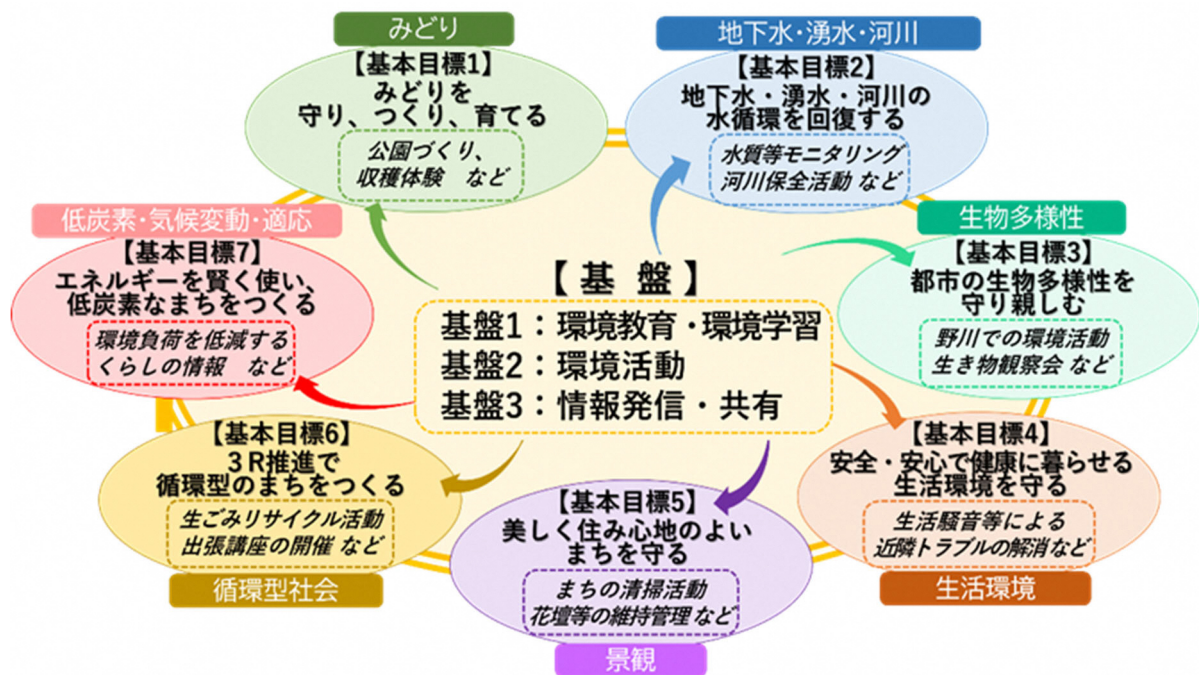 みどり
【基本目標1】
みどりを
守り、つくり、育てる
公園づくり、
収穫体験　など
地下水・湧水・河川
【基本目標2】
地下水・湧水・河川の
水循環を回復する
水質等モニタリング
河川保全活動 など
生物多様性
【基本目標3】
都市の生物多様性を
守り親しむ
野川での環境活動
生き物観察会 など
【基本目標4】
安全・安心で健康に暮らせる
生活環境を守る
生活騒音等による
近隣トラブルの解消など
生活環境
【基本目標5】
美しく住み心地のよい
まちを守る
まちの清掃活動
花壇等の維持管理 など
景観
【基本目標6】
3R推進で
循環型のまちをつくる
生ごみリサイクル活動
出張講座の開催 など
循環型社会
低炭素・気候変動・適応
【基本目標7】
エネルギーを賢く使い、
低炭素なまちをつくる
環境負荷を低減する
くらしの情報　など
【 基 盤 】
基盤1：環境教育・環境学習
基盤2：環境活動
基盤3：情報発信・共有